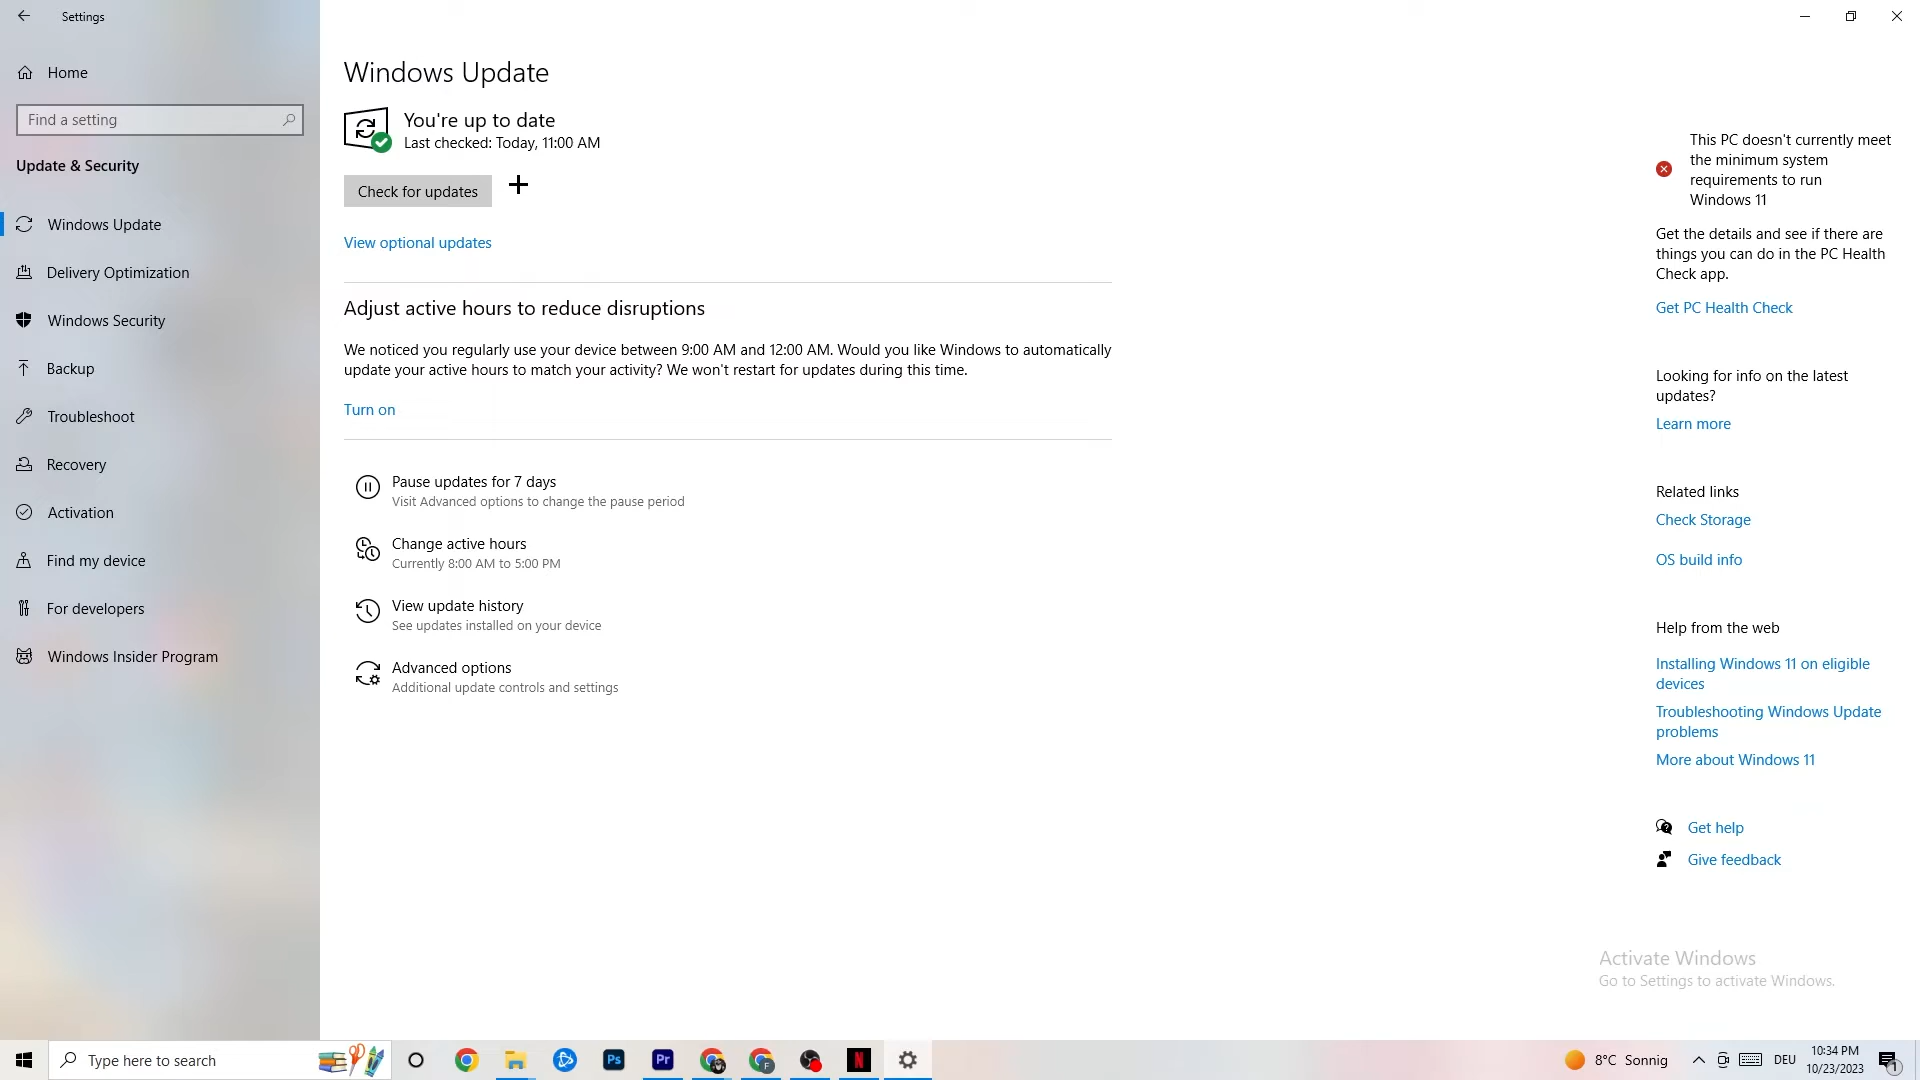 Settings
Home
Find a setting
Update & Security
Windows Update
Delivery Optimization
Windows Security
Backup
Troubleshoot
Recovery
Activation
Find my device
For developers
Windows Insider Program
Windows Update
You're up to date
Last checked: Today, 11:00 AM
Check for updates
View optional updates
Adjust active hours to reduce disruptions
We noticed you regularly use your device between 9:00 AM and 12:00 AM. Would you like Windows to automatically
update your active hours to match your activity? We won't restart for updates during this time.
Turn on
Pause updates for 7 days
Visit Advanced options to change the pause period
Change active hours
Currently 8:00 AM to 5:00 PM
View update history
See updates installed on your device
Advanced options
Additional update controls and settings
This PC doesn't currently meet
the minimum system
requirements to run
Windows 11
Get the details and see if there are
things you can do in the PC Health
Check app.
Get PC Health Check
Looking for info on the latest
updates?
Learn more
Related links
Check Storage
OS build info
Help from the web
Installing Windows 11 on eligible
devices
Troubleshooting Windows Update
problems
More about Windows 11
Get help
Give feedback
Activate Windows
Go to Settings to activate Windows.
Type here to search
Ps
Pr
F
N
8°C Sonnig
DEU
10:34 PM
10/23/2023
1